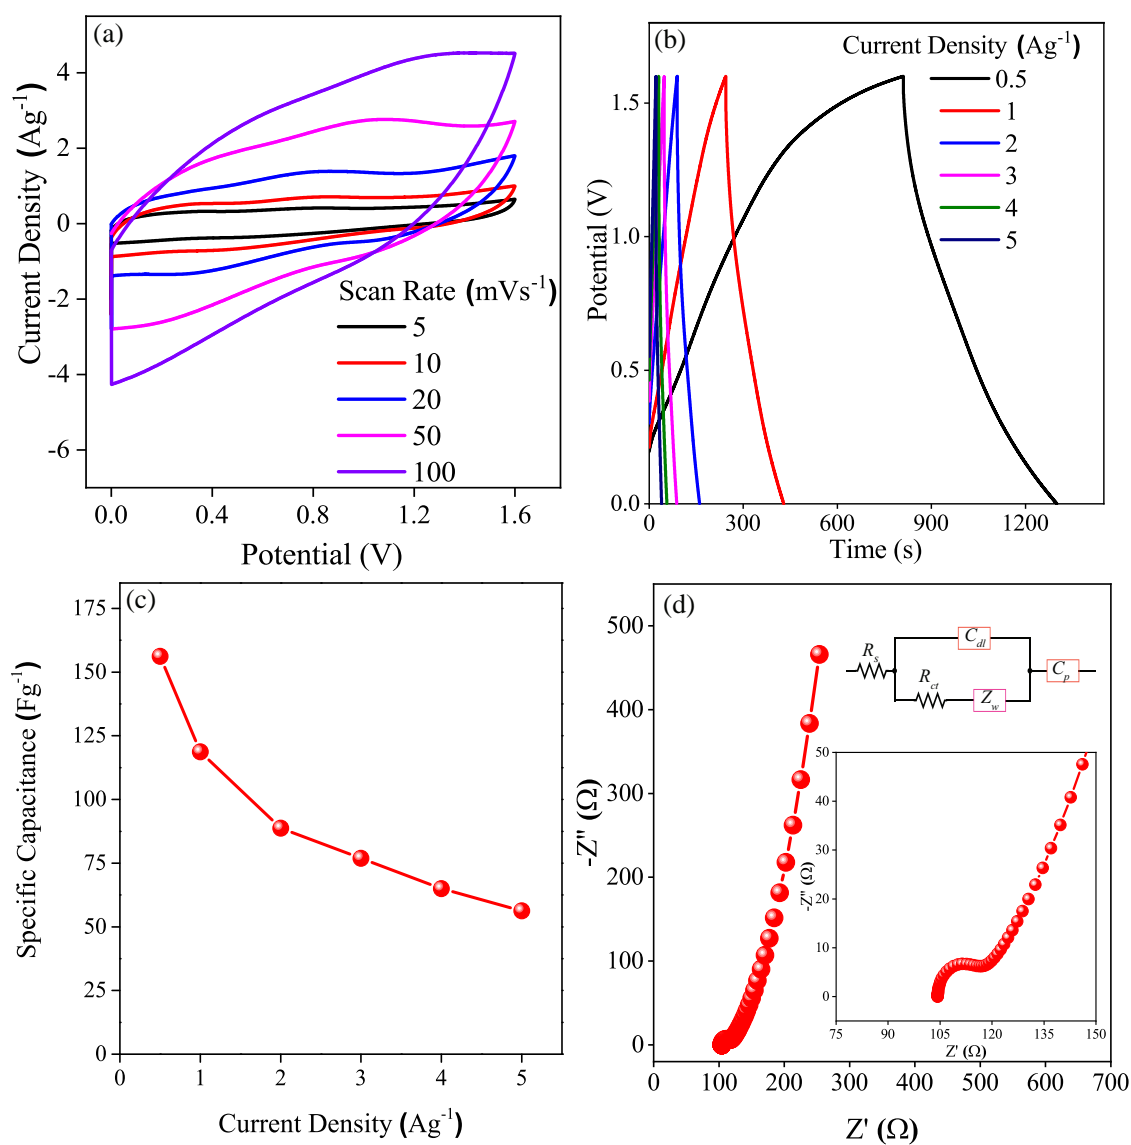 (a)
Current Density (Ag⁻¹)
4
2
0
-2
-4
-6
Scan Rate (mVs⁻¹)
5
10
20
50
100
0.0 0.4 0.8 1.2 1.6
Potential (V)
(b)
Current Density (Ag⁻¹)
0.5
1
2
3
4
5
Potential (V)
1.5
1.0
0.5
0.0
0 300 600 900 1200
Time (s)
(c)
Specific Capacitance (Fg⁻¹)
175
150
125
100
75
50
25
0
0 1 2 3 4 5
Current Density (Ag⁻¹)
(d)
-Z" (Ω)
500
400
300
200
100
0
0 100 200 300 400 500 600 700
Z' (Ω)
R_s
C_dl
R_ct
Z_w
C_p
-Z" (Ω)
50
40
30
20
10
0
75 90 105 120 135 150
Z' (Ω)